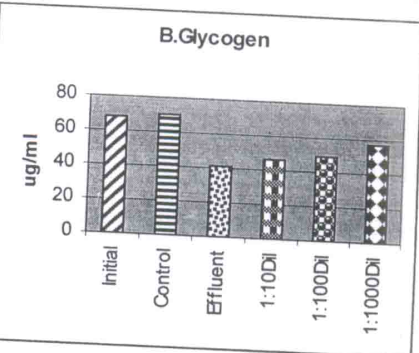 B.Glycogen
ug/ml
80
60
40
20
0
Initial
Control
Effluent
1:10Dil
1:100Dil
1:1000Dil